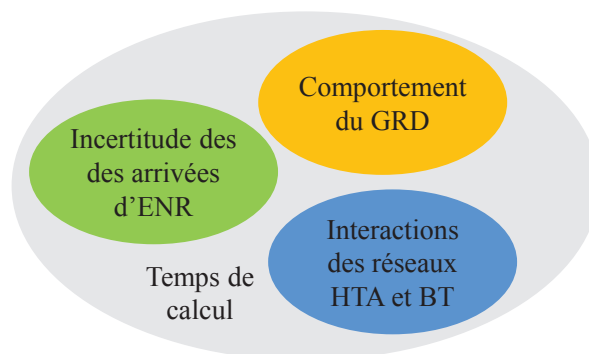 Comportement
du GRD
Incertitude des
des arrivées
d’ENR
Interactions
des réseaux
HTA et BT
Temps de
calcul